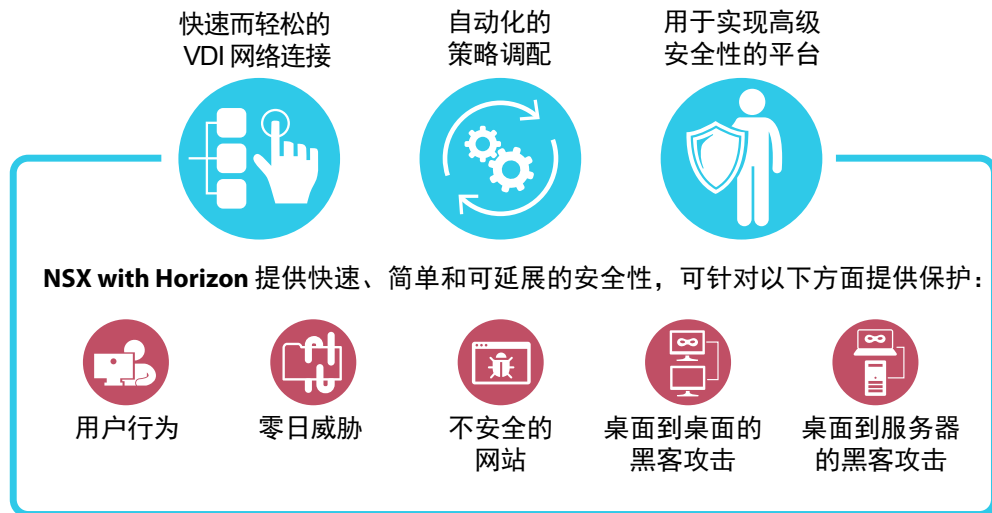 快速而轻松的
VDI 网络连接
自动化的
策略调配
用于实现高级
安全性的平台
NSX with Horizon 提供快速、简单和可延展的安全性，可针对以下方面提供保护：
用户行为
零日威胁
不安全的
网站
桌面到桌面的
黑客攻击
桌面到服务器
的黑客攻击